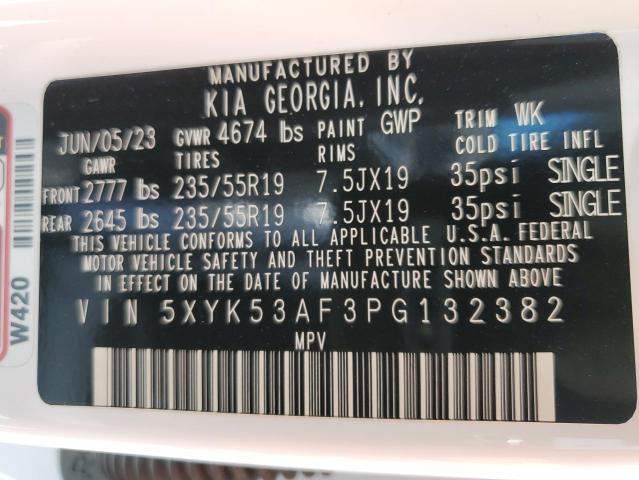 MANUFACTURED BY
KIA GEORGIA, INC.
JUN/05/23 GVWR 4674 lbs PAINT GWP TRIM WK
GAWR TIRES RIMS COLD TIRE INFL
FRONT 2777 lbs 235/55R19 7.5JX19 35psi SINGLE
REAR 2645 lbs 235/55R19 7.5JX19 35psi SINGLE
THIS VEHICLE CONFORMS TO ALL APPLICABLE U.S.A. FEDERAL
MOTOR VEHICLE SAFETY AND THEFT PREVENTION STANDARDS
IN EFFECT ON THE DATE OF MANUFACTURE SHOWN ABOVE
VIN 5XYK53AF3PG132382
MPV
W420